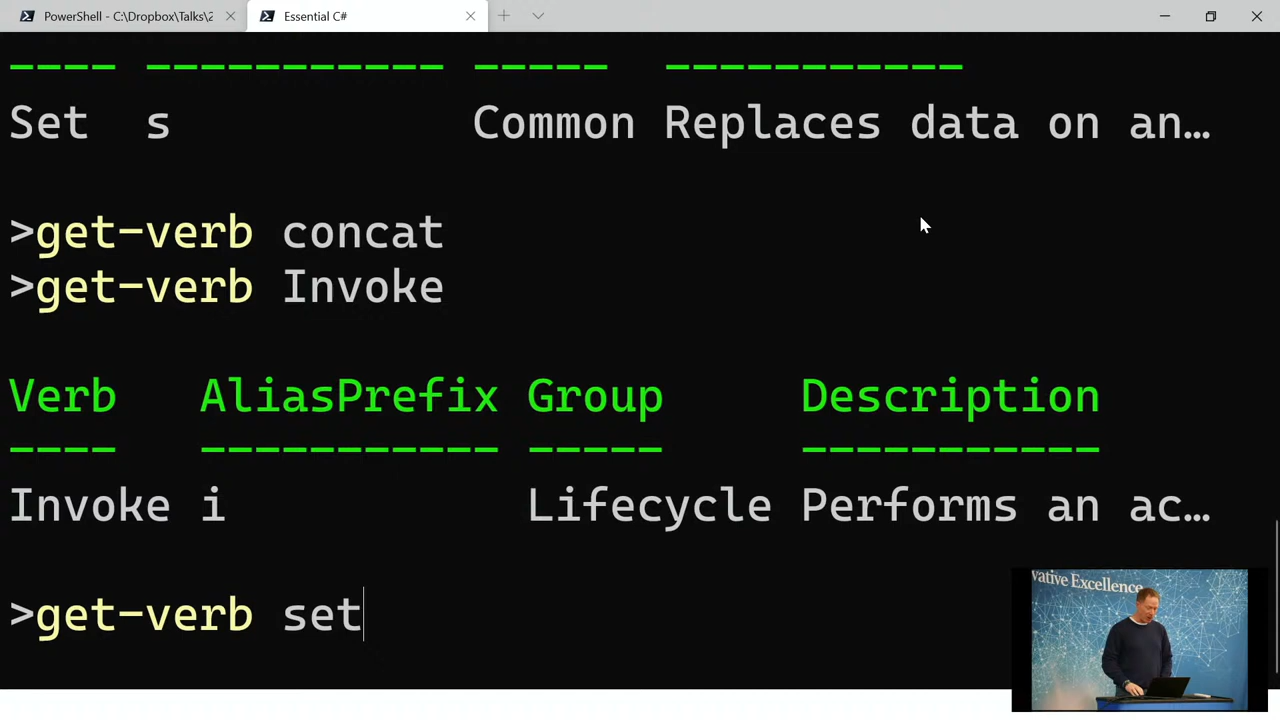 PowerShell - C:\Dropbox\Talks\2
Essential C#
---- ----------- ----- -----------
Set s Common Replaces data on an…
>get-verb concat
>get-verb Invoke
Verb AliasPrefix Group Description
---- ----------- ----- -----------
Invoke i Lifecycle Performs an ac…
>get-verb set
vative Excellence